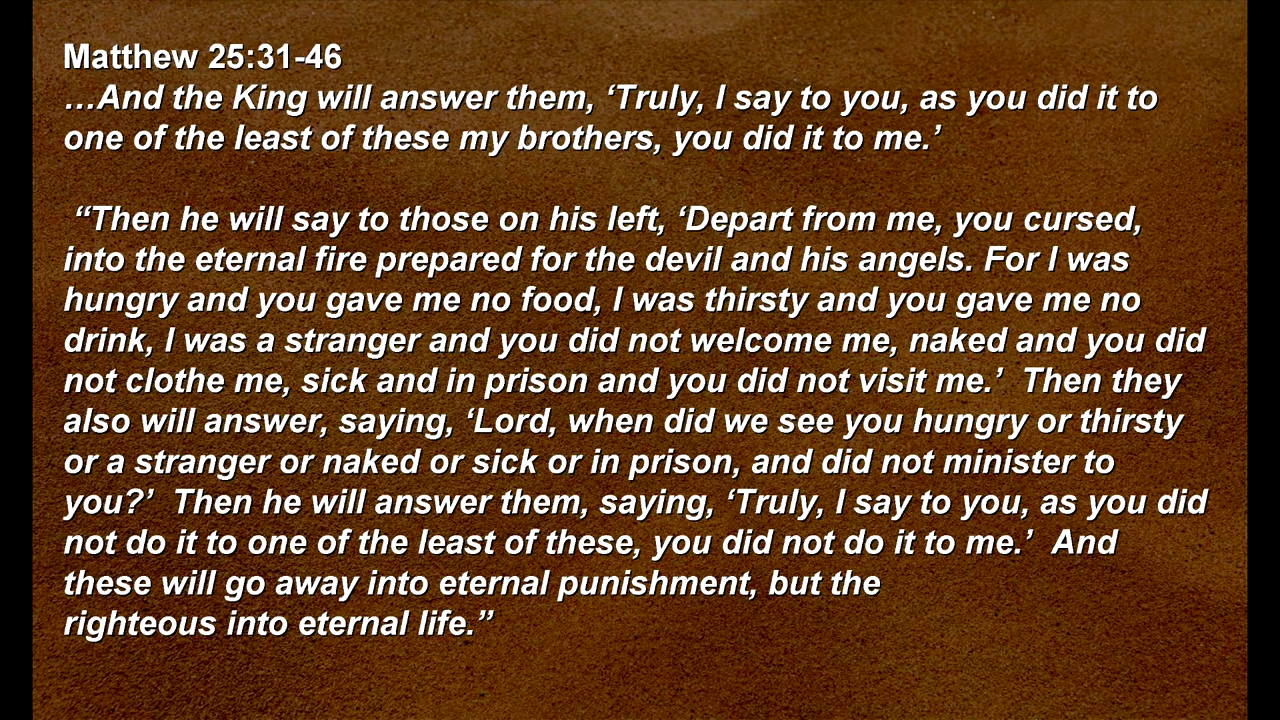 Matthew 25:31-46
…And the King will answer them, ‘Truly, I say to you, as you did it to
one of the least of these my brothers, you did it to me.’
“Then he will say to those on his left, ‘Depart from me, you cursed,
into the eternal fire prepared for the devil and his angels. For I was
hungry and you gave me no food, I was thirsty and you gave me no
drink, I was a stranger and you did not welcome me, naked and you did
not clothe me, sick and in prison and you did not visit me.’  Then they
also will answer, saying, ‘Lord, when did we see you hungry or thirsty
or a stranger or naked or sick or in prison, and did not minister to
you?’  Then he will answer them, saying, ‘Truly, I say to you, as you did
not do it to one of the least of these, you did not do it to me.’  And
these will go away into eternal punishment, but the
righteous into eternal life.”